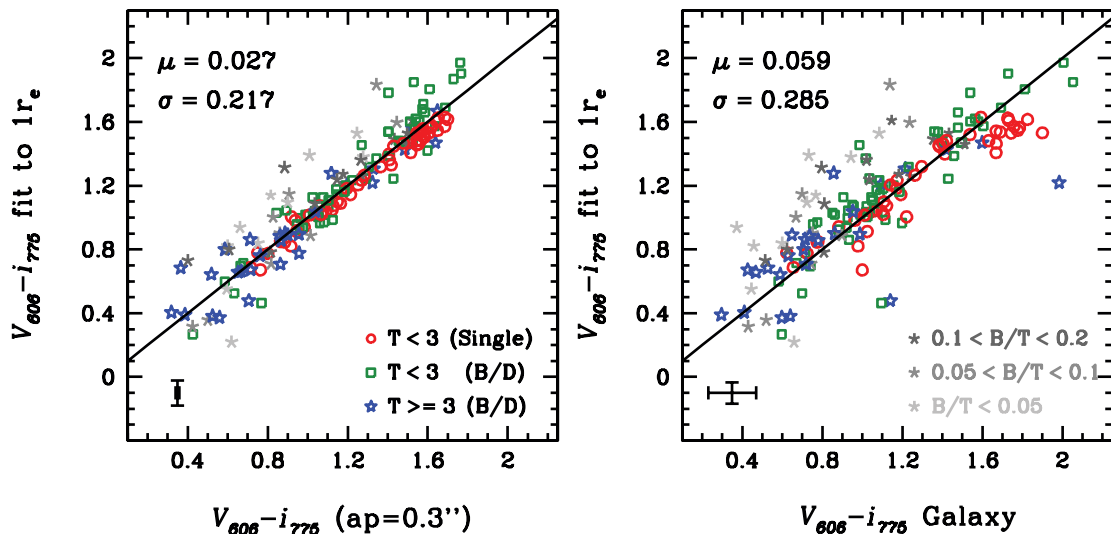 μ = 0.027
σ = 0.217
2
1.6
1.2
0.8
0.4
0
V606−i775 fit to 1re
T < 3 (Single)
T < 3 (B/D)
T >= 3 (B/D)
0.4 0.8 1.2 1.6 2
V606−i775 (ap=0.3’’)
μ = 0.059
σ = 0.285
2
1.6
1.2
0.8
0.4
0
V606−i775 fit to 1re
0.1 < B/T < 0.2
0.05 < B/T < 0.1
B/T < 0.05
0.4 0.8 1.2 1.6 2
V606−i775 Galaxy